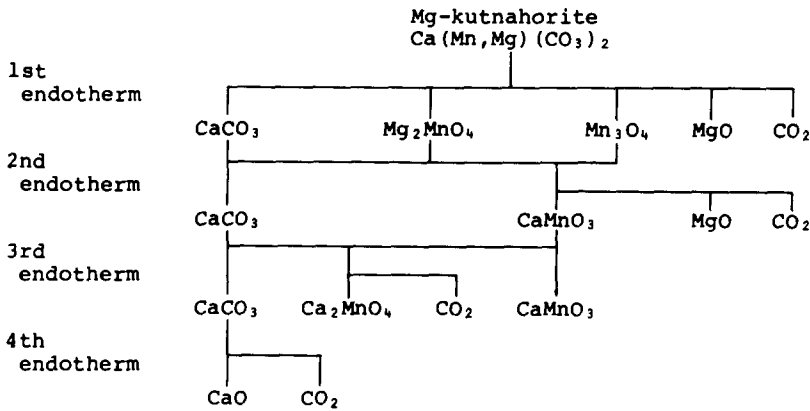 Mg-kutnahorite
Ca(Mn,Mg)(CO₃)₂
1st
endotherm
CaCO₃ Mg₂MnO₄ Mn₃O₄ MgO CO₂
2nd
endotherm
CaCO₃ CaMnO₃ MgO CO₂
3rd
endotherm
CaCO₃ Ca₂MnO₄ CO₂ CaMnO₃
4th
endotherm
CaO CO₂